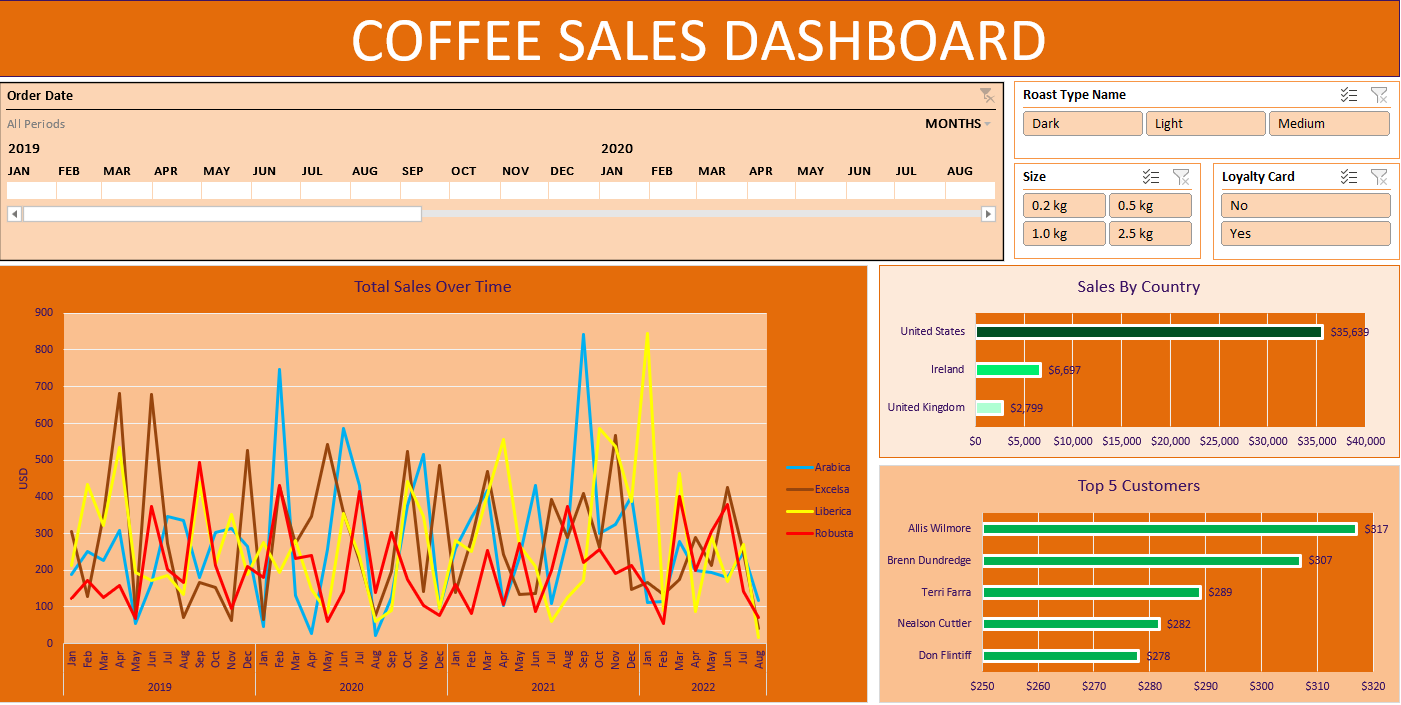 COFFEE SALES DASHBOARD
Order Date
All Periods
MONTHS
2019 2020
JAN FEB MAR APR MAY JUN JUL AUG SEP OCT NOV DEC JAN FEB MAR APR MAY JUN JUL AUG
Roast Type Name
Dark Light Medium
Size
0.2 kg 0.5 kg
1.0 kg 2.5 kg
Loyalty Card
No
Yes
Total Sales Over Time
900
800
700
600
500
400
300
200
100
0
USD
Jan Feb Mar Apr May Jun Jul Aug Sep Oct Nov Dec Jan Feb Mar Apr May Jun Jul Aug Sep Oct Nov Dec Jan Feb Mar Apr May Jun Jul Aug Sep Oct Nov Dec Jan Feb Mar Apr May Jun Jul Aug
2019 2020 2021 2022
Arabica
Excelsa
Liberica
Robusta
Sales By Country
United States $35,639
Ireland $6,697
United Kingdom $2,799
$0 $5,000 $10,000 $15,000 $20,000 $25,000 $30,000 $35,000 $40,000
Top 5 Customers
Allis Wilmore $317
Brenn Dundredge $307
Terri Farra $289
Nealson Cuttler $282
Don Flintiff $278
$250 $260 $270 $280 $290 $300 $310 $320